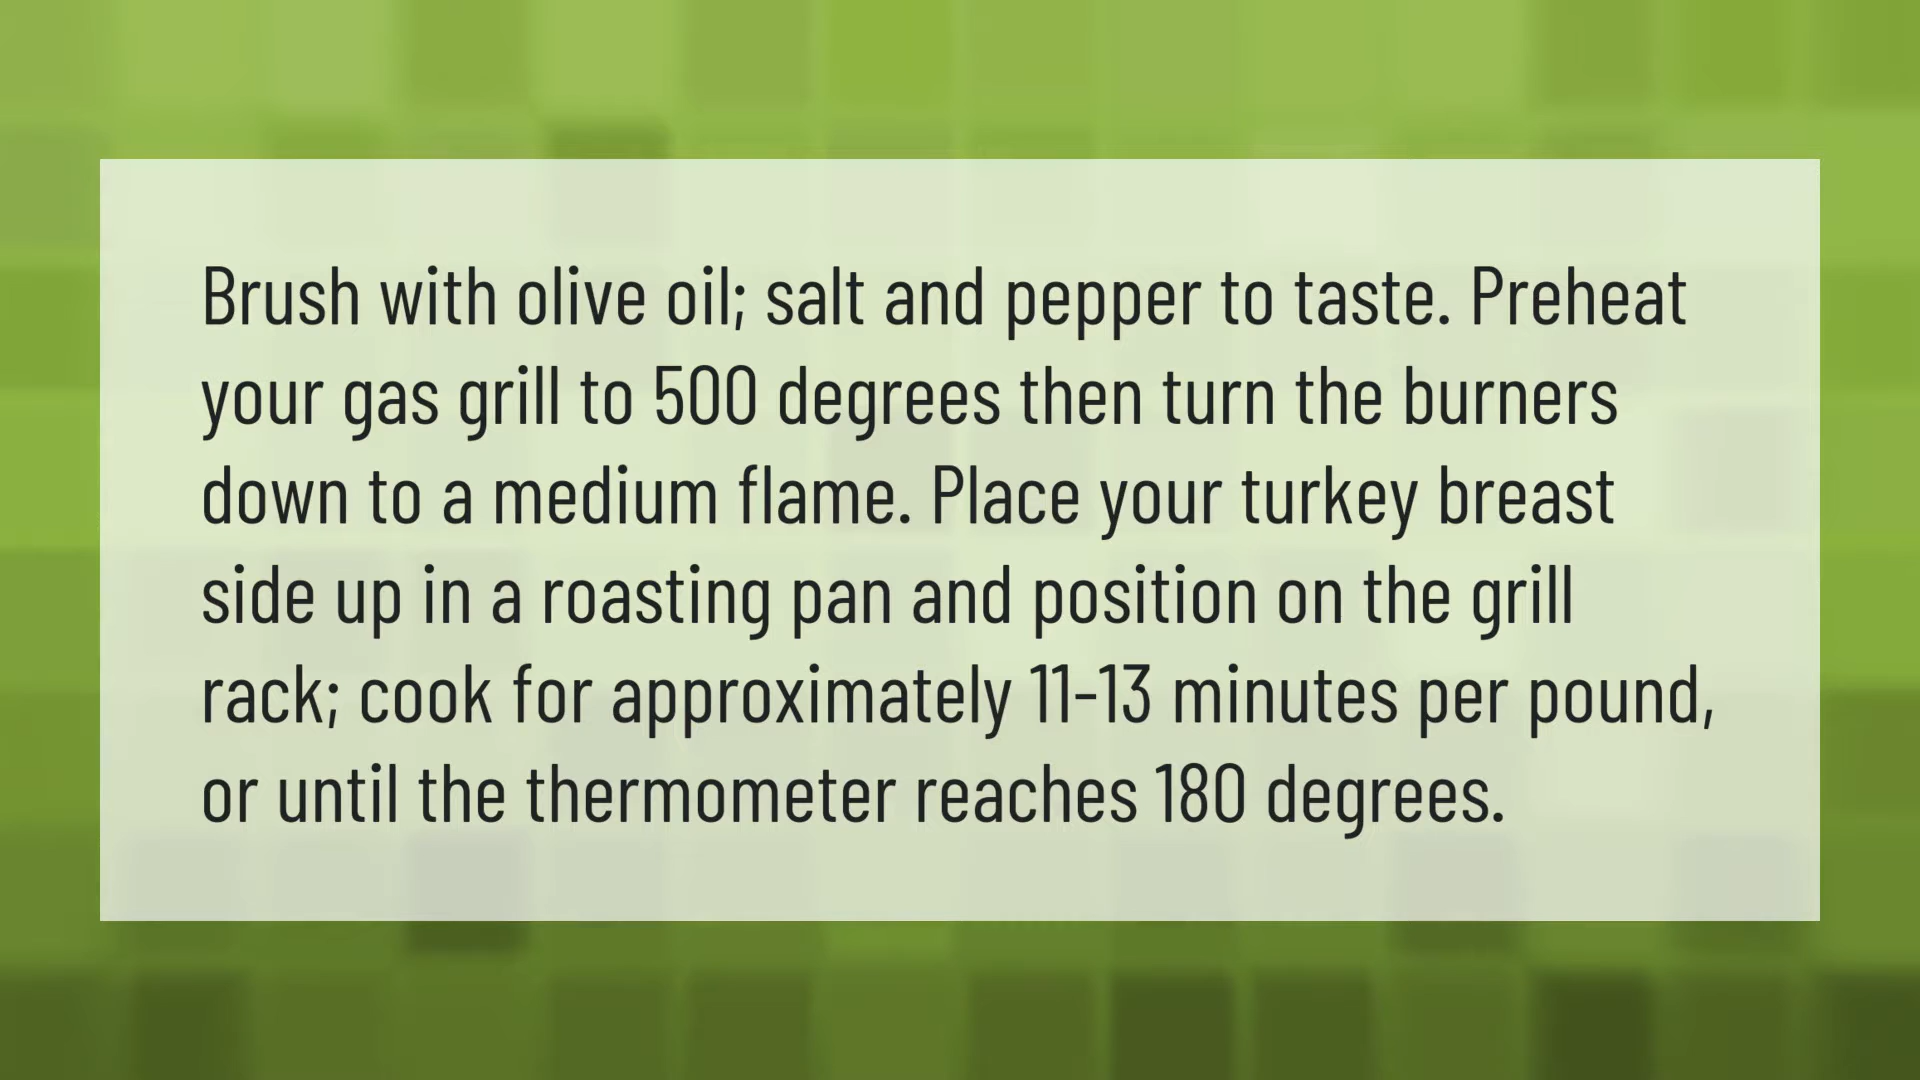 Brush with olive oil; salt and pepper to taste. Preheat
your gas grill to 500 degrees then turn the burners
down to a medium flame. Place your turkey breast
side up in a roasting pan and position on the grill
rack; cook for approximately 11-13 minutes per pound,
or until the thermometer reaches 180 degrees.